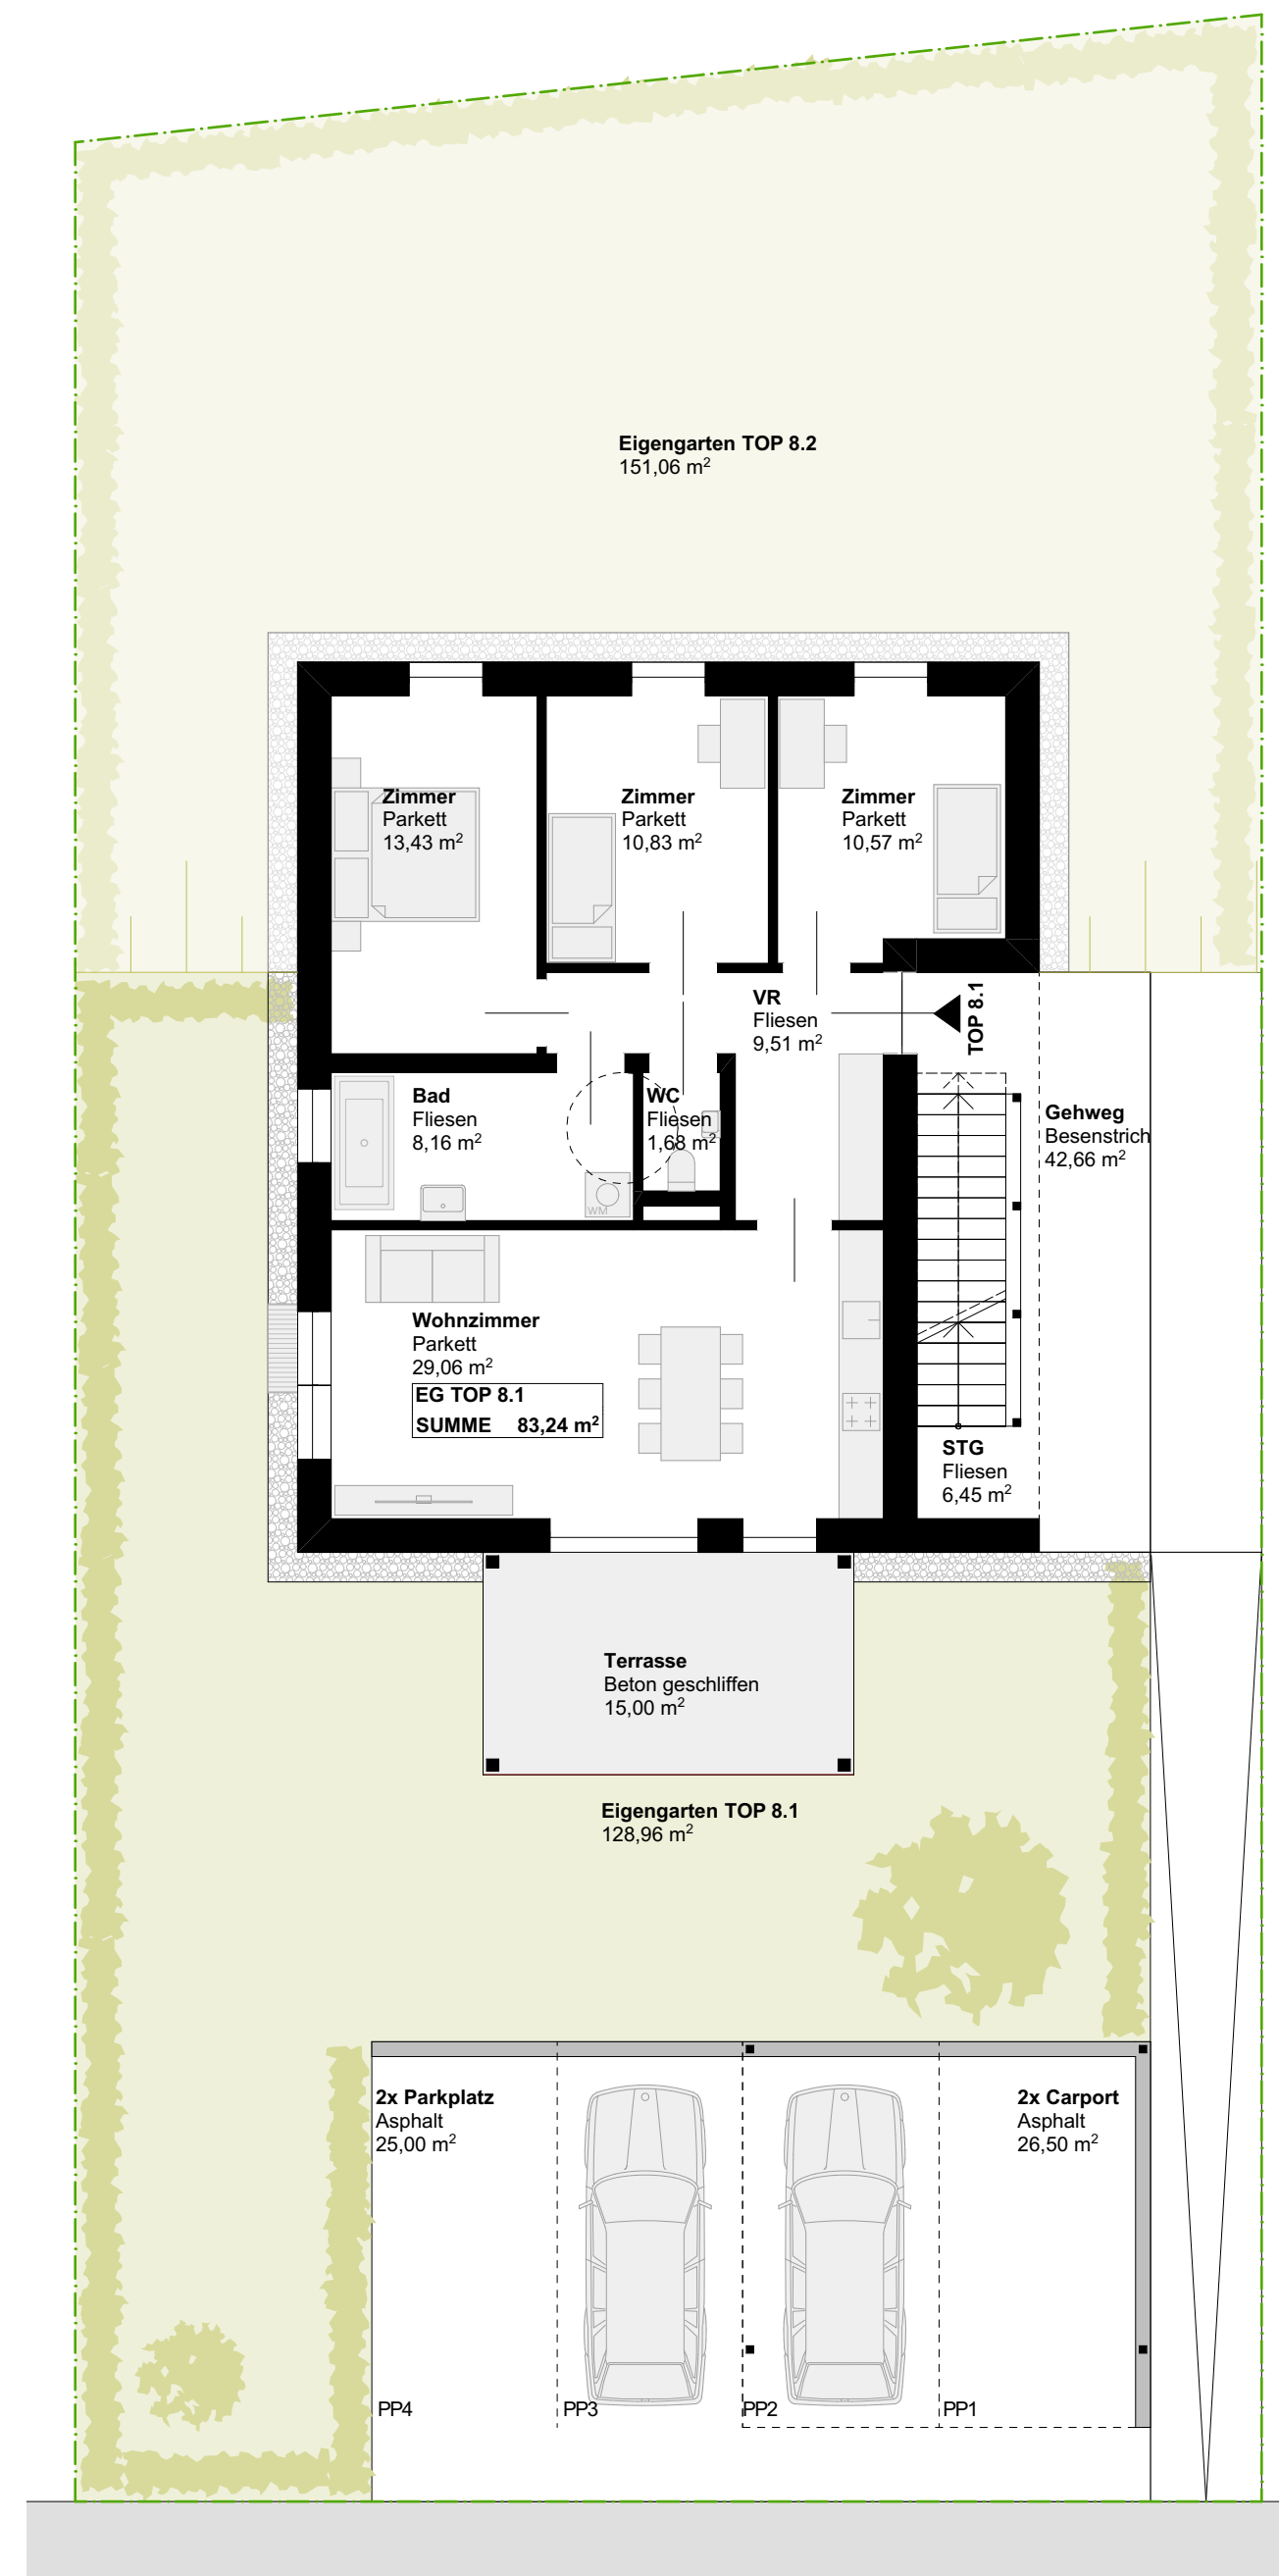 Eigengarten TOP 8.2
151,06 m²
Zimmer
Parkett
13,43 m²
Zimmer
Parkett
10,83 m²
Zimmer
Parkett
10,57 m²
VR
Fliesen
9,51 m²
TOP 8.1
Bad
Fliesen
8,16 m²
WC
Fliesen
1,68 m²
WM
Gehweg
Besenstrich
42,66 m²
Wohnzimmer
Parkett
29,06 m²
EG TOP 8.1
SUMME 83,24 m²
STG
Fliesen
6,45 m²
Terrasse
Beton geschliffen
15,00 m²
Eigengarten TOP 8.1
128,96 m²
2x Parkplatz
Asphalt
25,00 m²
2x Carport
Asphalt
26,50 m²
PP4
PP3
PP2
PP1